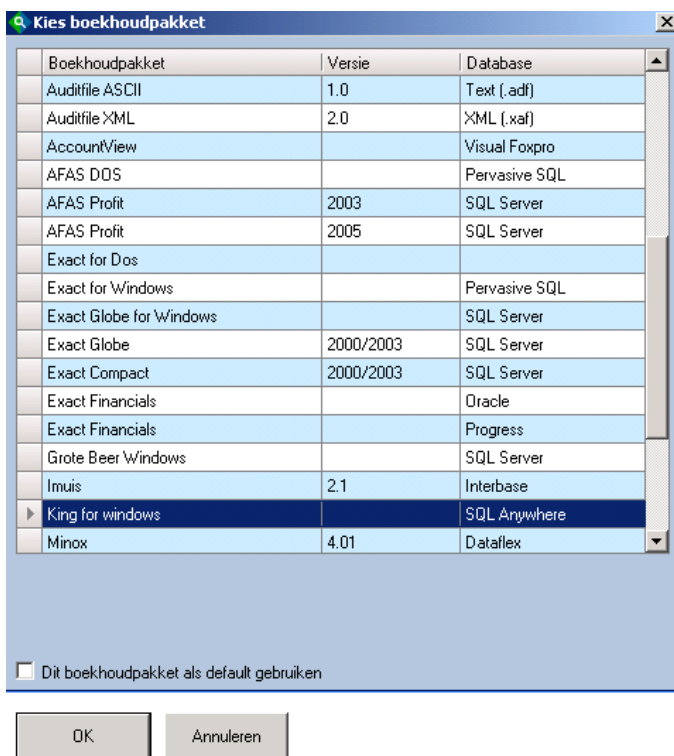 Kies boekhoudpakket
Boekhoudpakket Versie Database
Auditfile ASCII 1.0 Text (.adf)
Auditfile XML 2.0 XML (.xaf)
AccountView Visual Foxpro
AFAS DOS Pervasive SQL
AFAS Profit 2003 SQL Server
AFAS Profit 2005 SQL Server
Exact for Dos
Exact for Windows Pervasive SQL
Exact Globe for Windows SQL Server
Exact Globe 2000/2003 SQL Server
Exact Compact 2000/2003 SQL Server
Exact Financials Oracle
Exact Financials Progress
Grote Beer Windows SQL Server
Imuis 2.1 Interbase
King for windows SQL Anywhere
Minox 4.01 Dataflex
Dit boekhoudpakket als default gebruiken
OK Annuleren